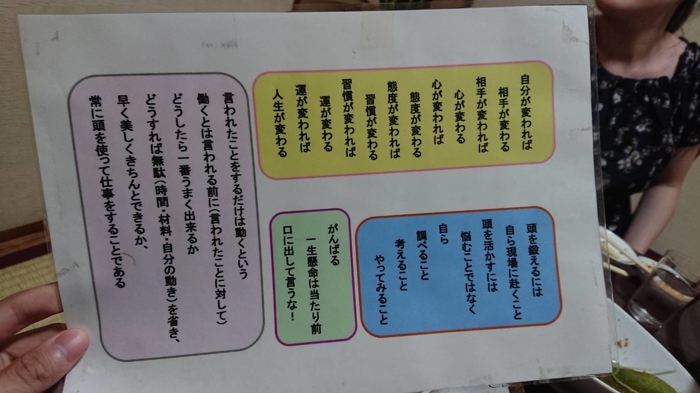 自分が変われば
相手が変わる
相手が変われば
心が変わる
心が変われば
態度が変わる
態度が変われば
習慣が変わる
習慣が変われば
運が変わる
運が変われば
人生が変わる
頭を鍛えるには
自ら現場に赴くこと
頭を活かすには
悩むことではなく
自ら
調べること
考えること
やってみること
がんばる
一生懸命は当たり前
口に出して言うな！
言われたことをするだけは動くという
働くとは言われる前に(言われたことに対して)
どうしたら一番うまく出来るか
どうすれば無駄(時間・材料・自分の動き)を省き、
早く美しくきちんとできるか、
常に頭を使って仕事をすることである